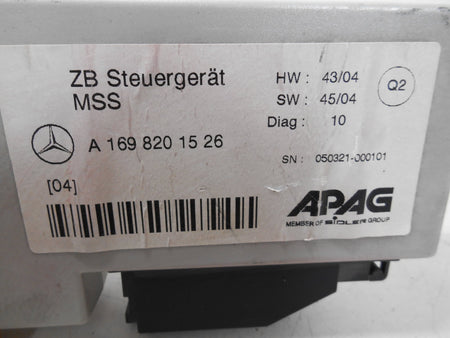 ZB Steuergerät
MSS
HW : 43/04
SW : 45/04
Diag : 10
Q2
A 169 820 15 26
SN : 050321-000101
[04]
APAG
MEMBER OF SIDLER GROUP